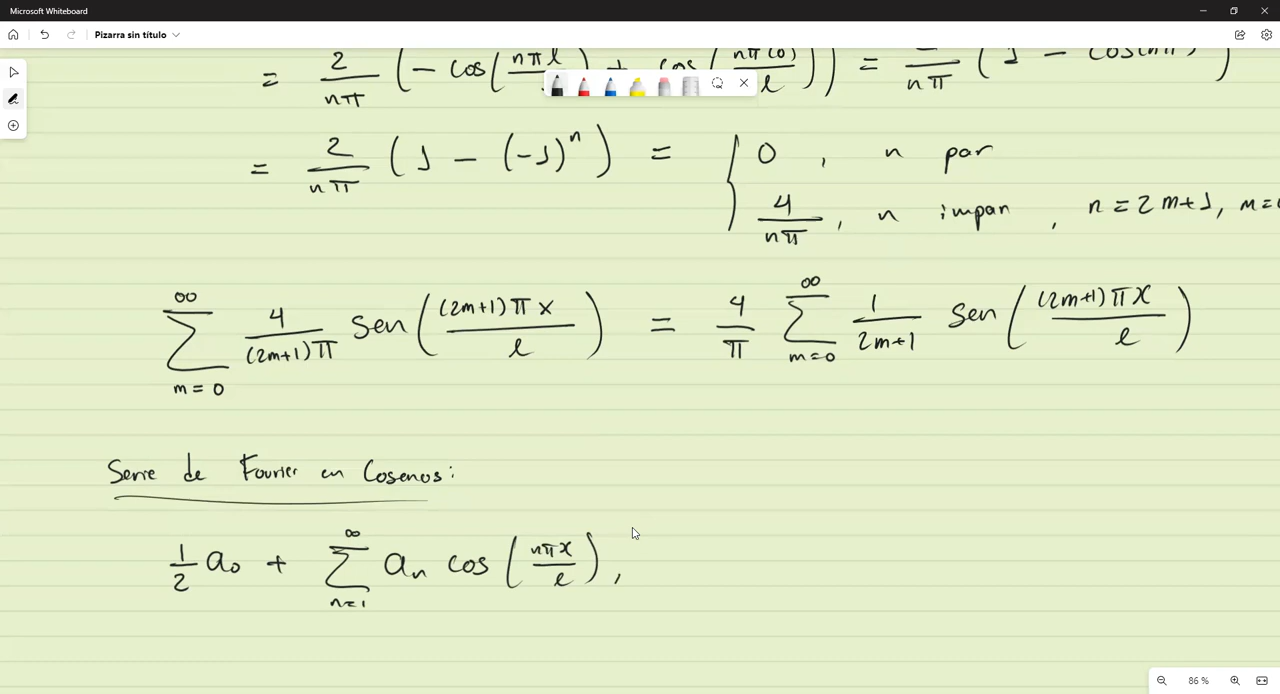 Microsoft Whiteboard
Pizarra sin título
= 2/(nπ) (− cos(nπl/l) + cos(nπ(0)/l)) = 2/(nπ) (1 − cos(nπ))
= 2/(nπ) (1 − (−1)^n) = { 0 , n par
4/(nπ) , n impar , n = 2m+1, m=
∞ ∑ m=0 4/((2m+1)π) Sen((2m+1)πx/l) = 4/π ∞ ∑ m=0 1/(2m+1) Sen((2m+1)πx/l)
Serie de Fourier en Cosenos:
1/2 a₀ + ∞ ∑ n=1 aₙ cos(nπx/l) ,
86 %